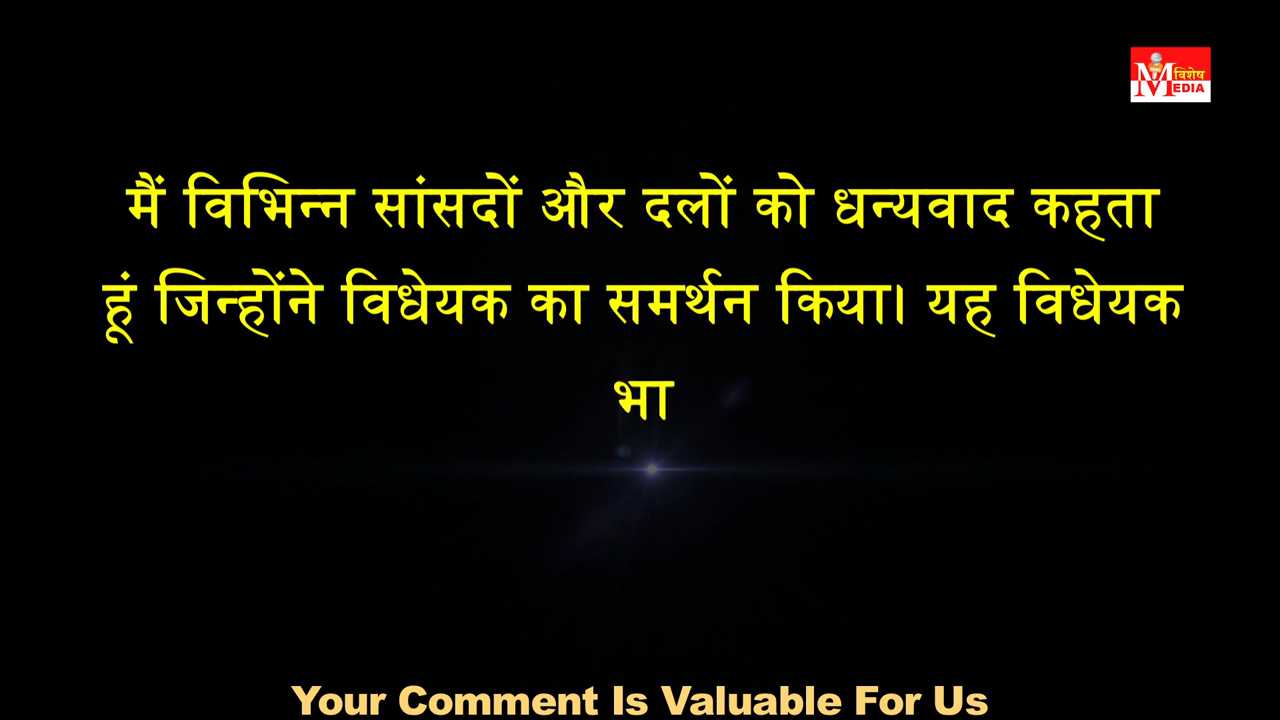 विशेष
MEDIA
मैं विभिन्न सांसदों और दलों को धन्यवाद कहता
हूं जिन्होंने विधेयक का समर्थन किया। यह विधेयक
भा
Your Comment Is Valuable For Us